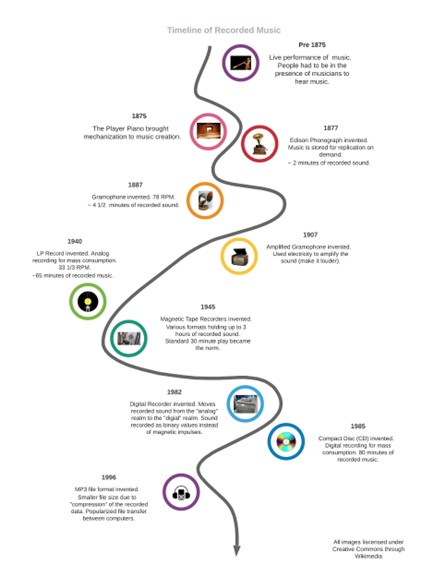 Timeline of Recorded Music
Pre 1875
Live performance of music.
People had to be in the
presence of musicians to
hear music.
1875
The Player Piano brought
mechanization to music creation.
1877
Edison Phonograph invented.
Music is stored for replication on
demand.
~ 2 minutes of recorded sound.
1887
Gramophone invented. 78 RPM.
~ 4 1/2 minutes of recorded sound.
1907
Amplified Gramophone invented.
Used electricity to amplify the
sound (make it louder).
1940
LP Record invented. Analog
recording for mass consumption.
33 1/3 RPM.
~65 minutes of recorded music.
1945
Magnetic Tape Recorders invented.
Various formats holding up to 3
hours of recorded sound.
Standard 30 minute play became
the norm.
1982
Digital Recorder invented. Moves
recorded sound from the "analog"
realm to the "digial" realm. Sound
recorded as binary values instead
of magnetic impulses.
1985
Compact Disc (CD) invented.
Digital recording for mass
consumption. 80 minutes of
recorded music.
1996
MP3 file format invented.
Smaller file size due to
"compression" of the recorded
data. Popularized file transfer
between computers.
All images liscensed under
Creative Commons through
Wikimedia